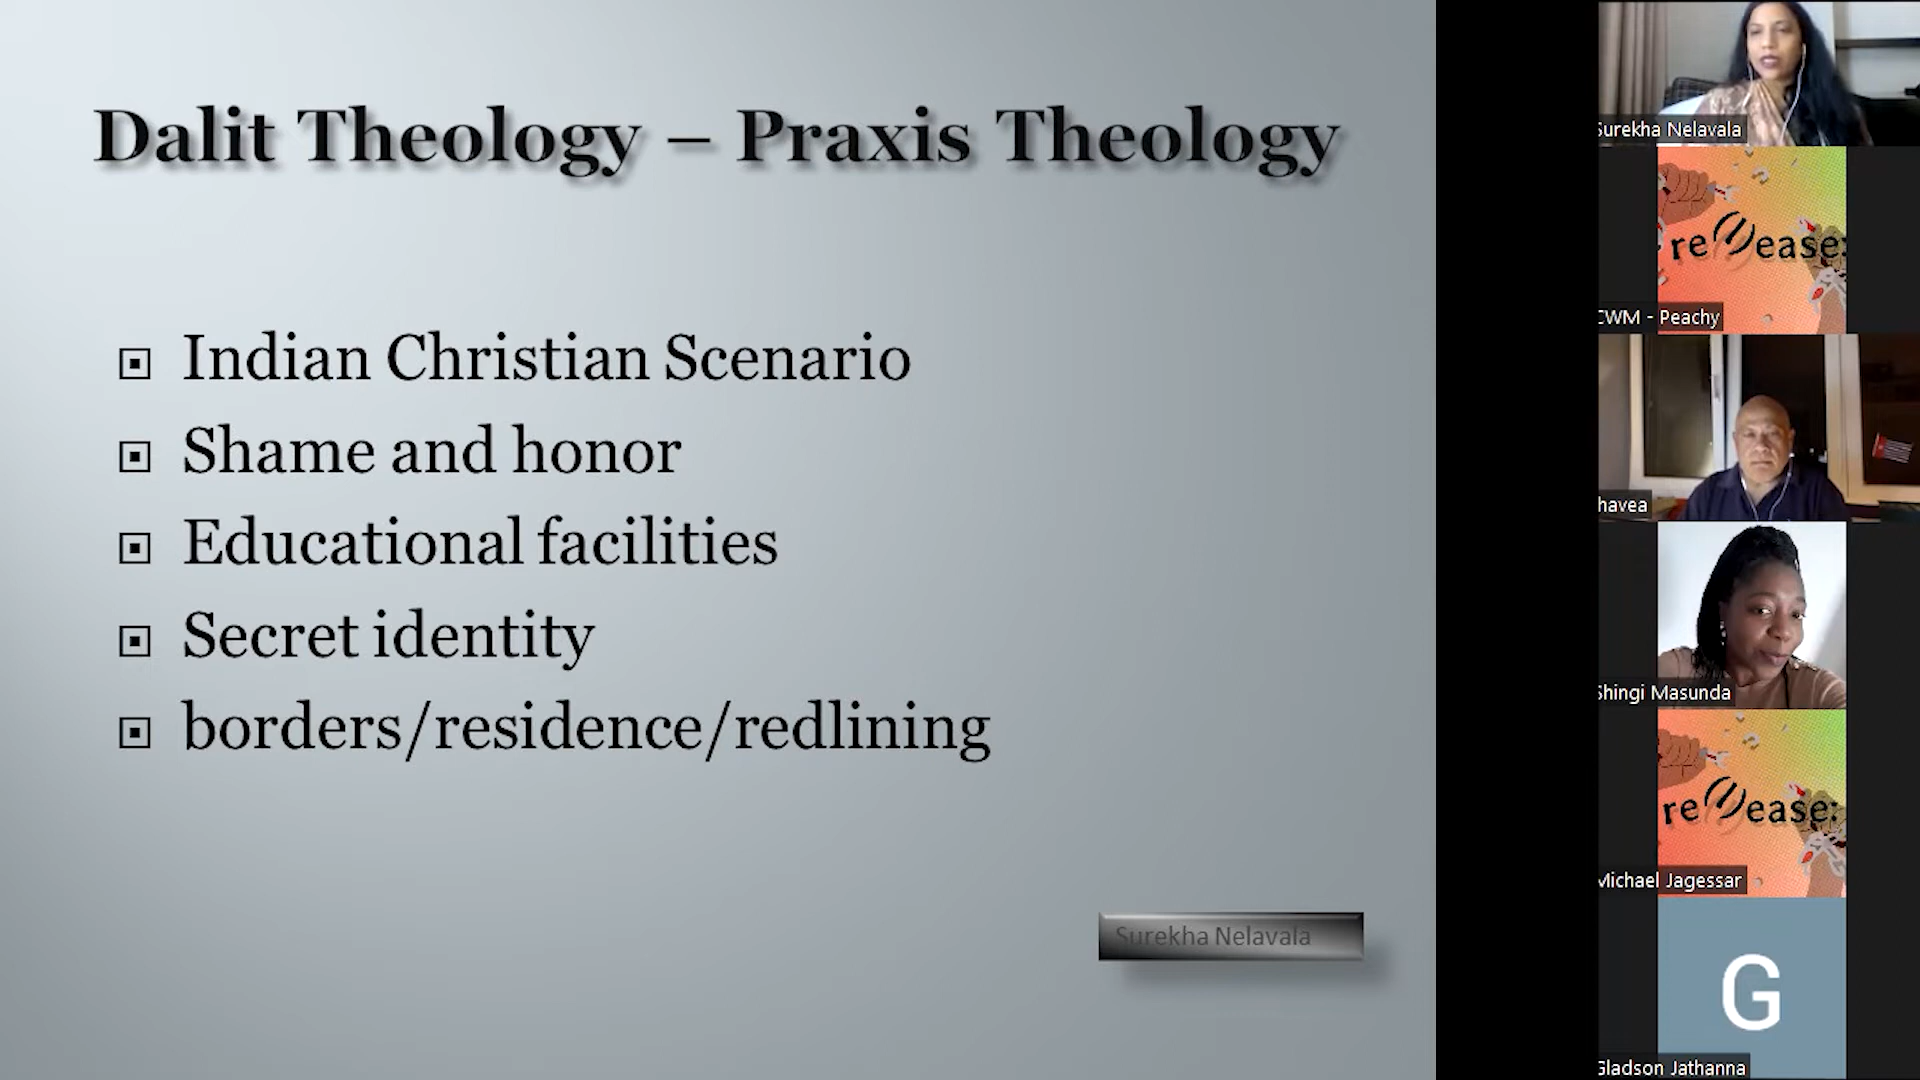 Dalit Theology – Praxis Theology
Indian Christian Scenario
Shame and honor
Educational facilities
Secret identity
borders/residence/redlining
Surekha Nelavala
Surekha Nelavala
CWM - Peachy
havea
Shingi Masunda
Michael Jagessar
G
Gladson Jathanna